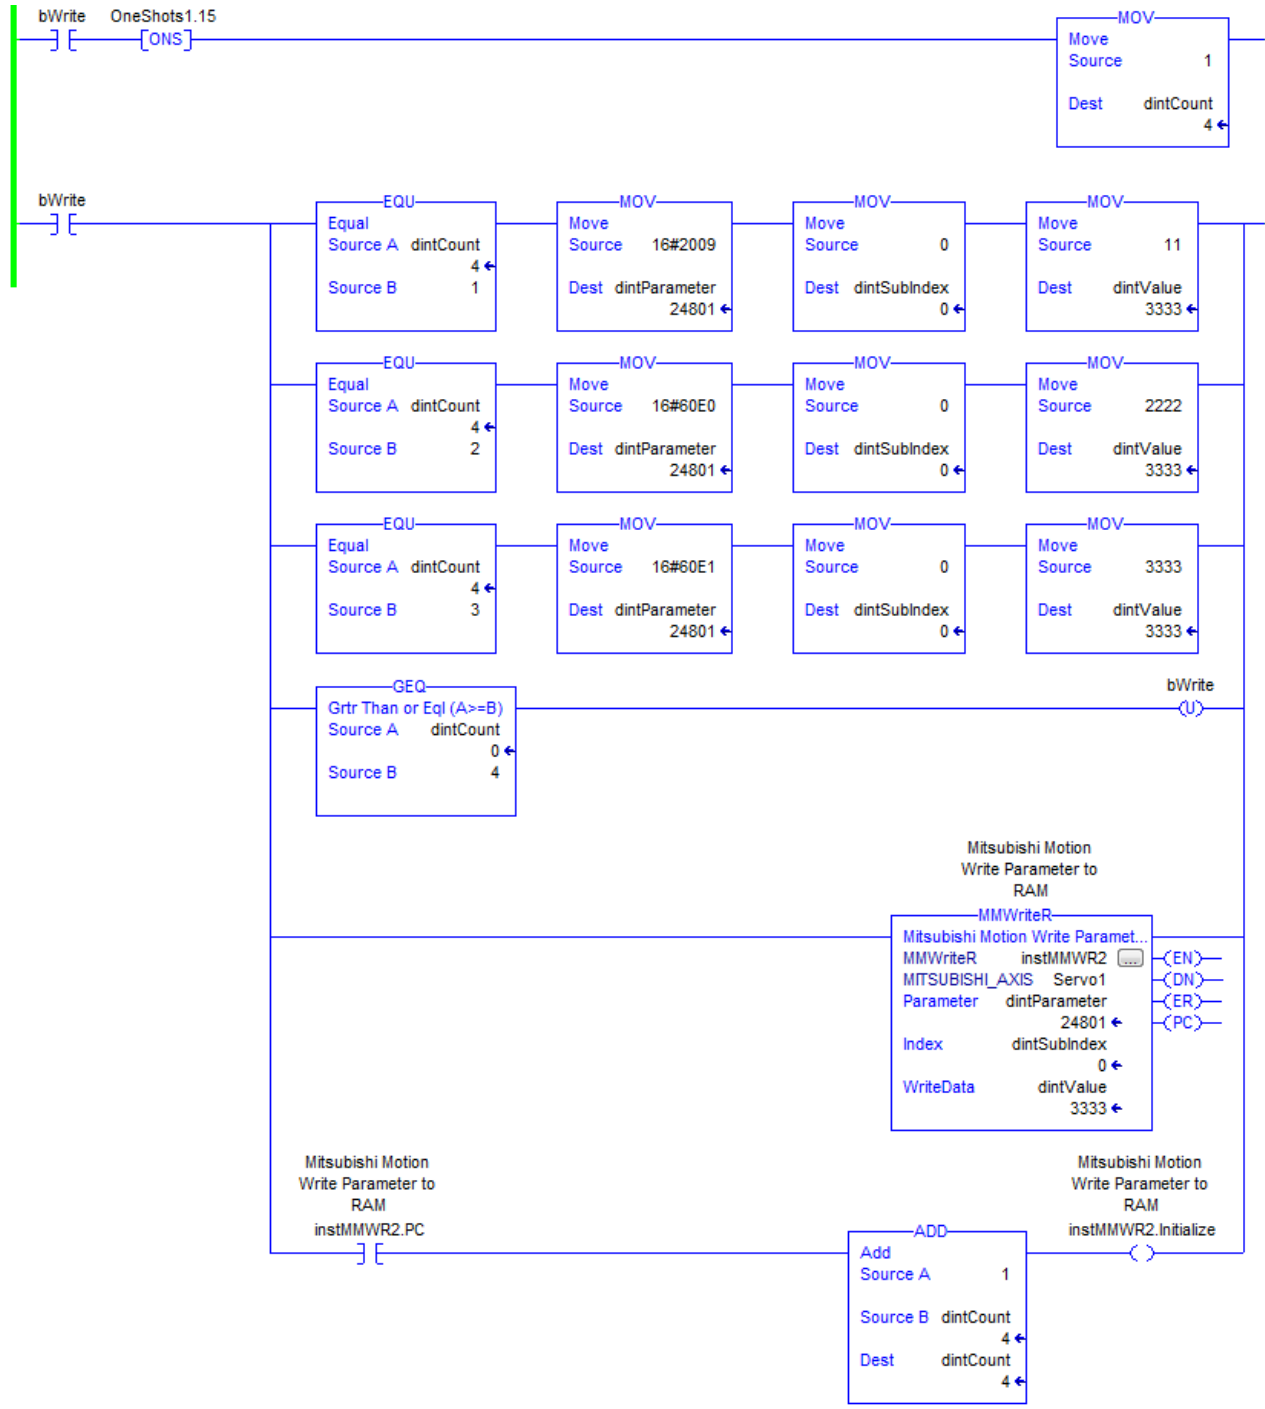 bWrite OneShots1.15
ONS
MOV
Move
Source 1
Dest dintCount
4
bWrite
EQU MOV MOV MOV
Equal Move Move Move
Source A dintCount Source 16#2009 Source 0 Source 11
4
Source B 1 Dest dintParameter Dest dintSubIndex Dest dintValue
24801 0 3333
EQU MOV MOV MOV
Equal Move Move Move
Source A dintCount Source 16#60E0 Source 0 Source 2222
4
Source B 2 Dest dintParameter Dest dintSubIndex Dest dintValue
24801 0 3333
EQU MOV MOV MOV
Equal Move Move Move
Source A dintCount Source 16#60E1 Source 0 Source 3333
4
Source B 3 Dest dintParameter Dest dintSubIndex Dest dintValue
24801 0 3333
GEQ bWrite
Grtr Than or Eql (A>=B) U
Source A dintCount
0
Source B 4
Mitsubishi Motion
Write Parameter to
RAM
MMWriteR
Mitsubishi Motion Write Paramet...
MMWriteR instMMWR2 ... EN
MITSUBISHI_AXIS Servo1 DN
Parameter dintParameter ER
24801 PC
Index dintSubIndex
0
WriteData dintValue
3333
Mitsubishi Motion Mitsubishi Motion
Write Parameter to Write Parameter to
RAM RAM
instMMWR2.PC instMMWR2.Initialize
ADD
Add
Source A 1
Source B dintCount
4
Dest dintCount
4